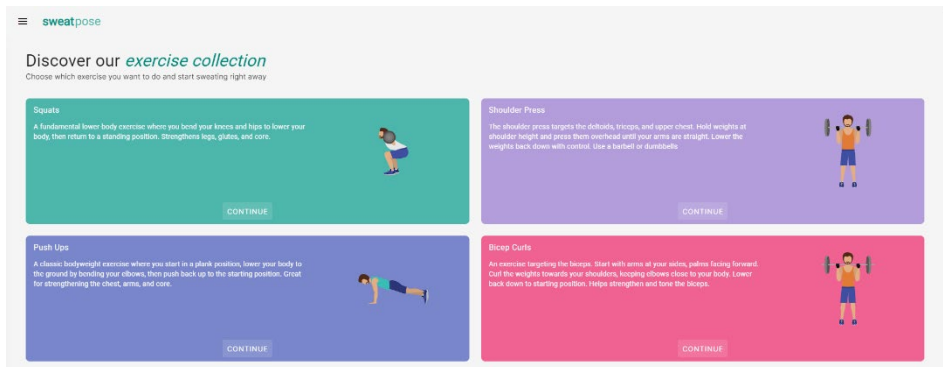 sweatpose
Discover our exercise collection
Choose which exercise you want to do and start sweating right away
Squats
A fundamental lower body exercise where you bend your knees and hips to lower your
body, then return to a standing position. Strengthens legs, glutes, and core.
CONTINUE
Shoulder Press
The shoulder press targets the deltoids, triceps, and upper chest. Hold weights at
shoulder height and press them overhead until your arms are straight. Lower the
weights back down with control. Use a barbell or dumbbells
CONTINUE
Push Ups
A classic bodyweight exercise where you start in a plank position, lower your body to
the ground by bending your elbows, then push back up to the starting position. Great
for strengthening the chest, arms, and core.
CONTINUE
Bicep Curls
An exercise targeting the biceps. Start with arms at your sides, palms facing forward.
Curl the weights towards your shoulders, keeping elbows close to your body. Lower
back down to starting position. Helps strengthen and tone the biceps.
CONTINUE